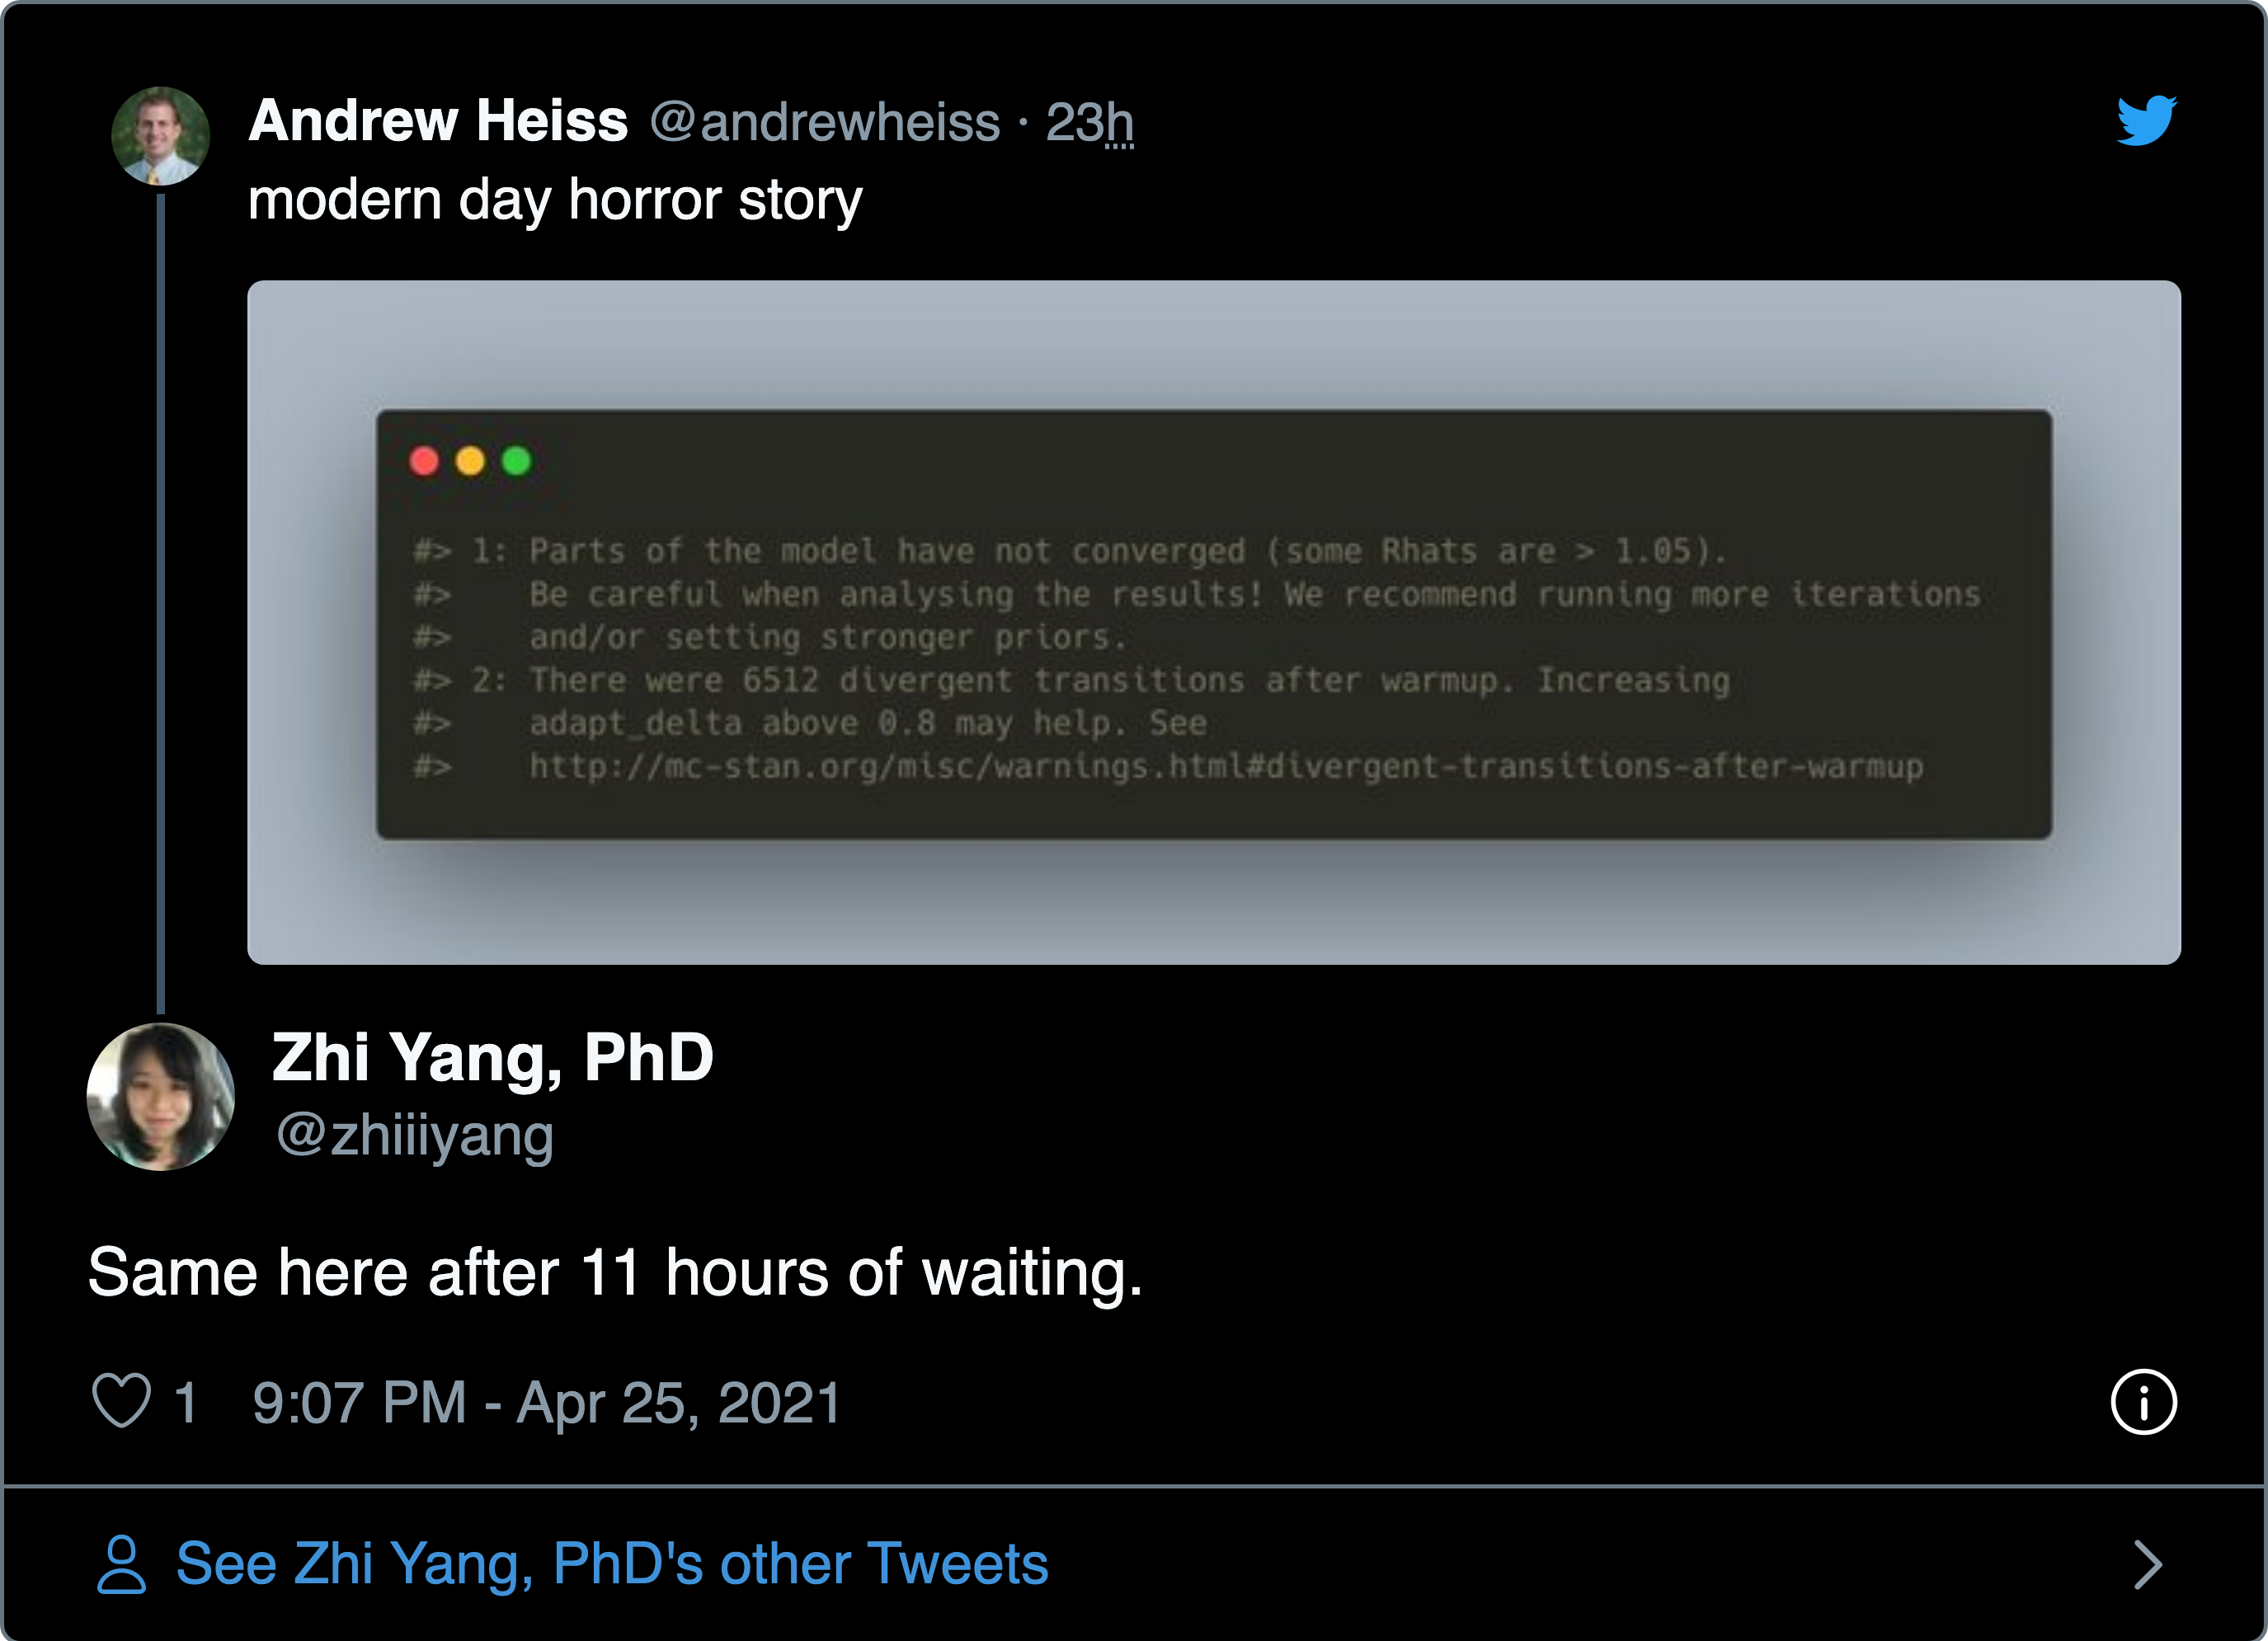 Andrew Heiss @andrewheiss · 23h
modern day horror story
#> 1: Parts of the model have not converged (some Rhats are > 1.05).
#>    Be careful when analysing the results! We recommend running more iterations
#>    and/or setting stronger priors.
#> 2: There were 6512 divergent transitions after warmup. Increasing
#>    adapt_delta above 0.8 may help. See
#>    http://mc-stan.org/misc/warnings.html#divergent-transitions-after-warmup
Zhi Yang, PhD
@zhiiiyang
Same here after 11 hours of waiting.
1 9:07 PM - Apr 25, 2021
See Zhi Yang, PhD's other Tweets